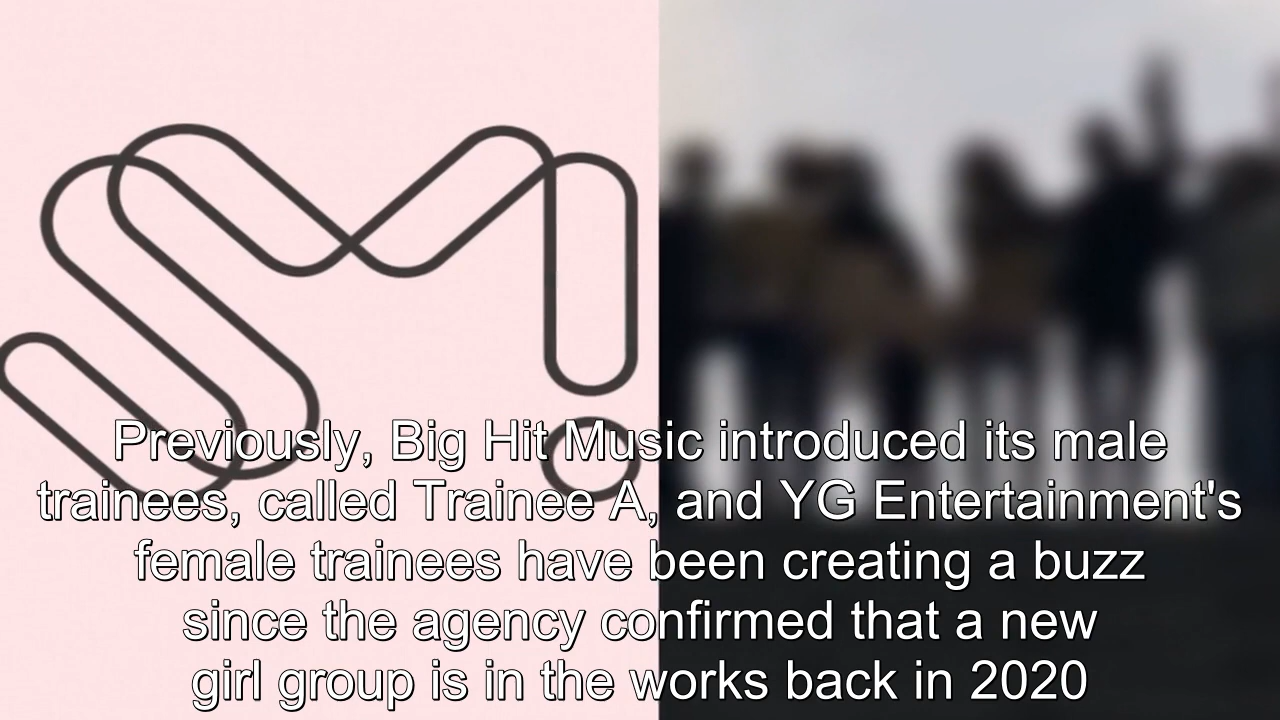 SM!
Previously, Big Hit Music introduced its male
trainees, called Trainee A, and YG Entertainment's
female trainees have been creating a buzz
since the agency confirmed that a new
girl group is in the works back in 2020